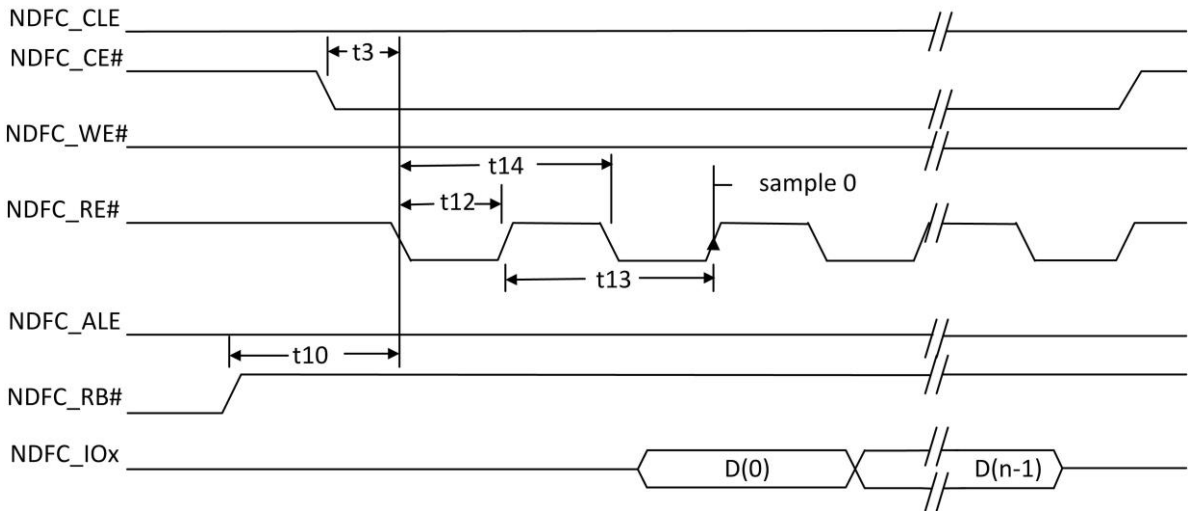 NDFC_CLE
t3
NDFC_CE#
NDFC_WE#
t14
sample 0
t12
NDFC_RE#
t13
NDFC_ALE
t10
NDFC_RB#
NDFC_IOx
D(0)
D(n-1)